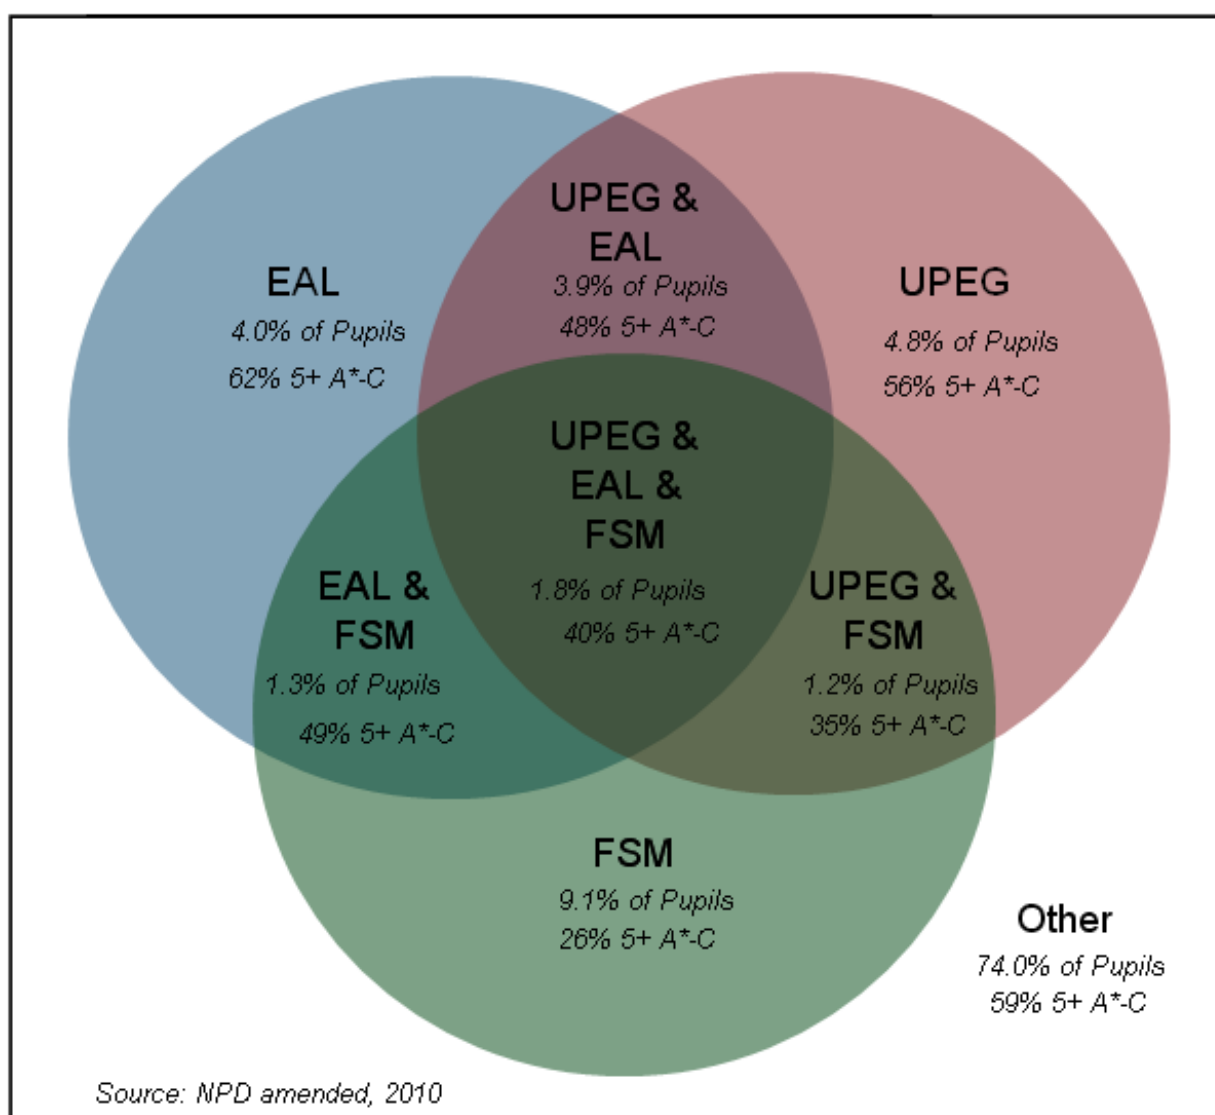 UPEG &
EAL
3.9% of Pupils
48% 5+ A*-C
EAL
4.0% of Pupils
62% 5+ A*-C
UPEG
4.8% of Pupils
56% 5+ A*-C
UPEG &
EAL &
FSM
1.8% of Pupils
40% 5+ A*-C
EAL &
FSM
1.3% of Pupils
49% 5+ A*-C
UPEG &
FSM
1.2% of Pupils
35% 5+ A*-C
FSM
9.1% of Pupils
26% 5+ A*-C
Other
74.0% of Pupils
59% 5+ A*-C
Source: NPD amended, 2010